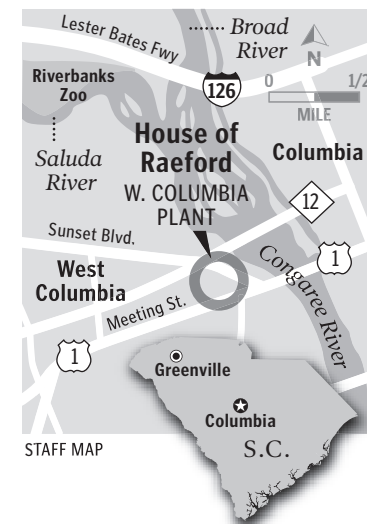 Lester Bates Fwy
Broad
River
N
126
0 1/2
MILE
Riverbanks
Zoo
House of
Raeford
W. COLUMBIA
PLANT
Columbia
Saluda
River
12
Sunset Blvd.
West
Columbia
Congaree River
1
Meeting St.
1
Greenville
Columbia
S.C.
STAFF MAP